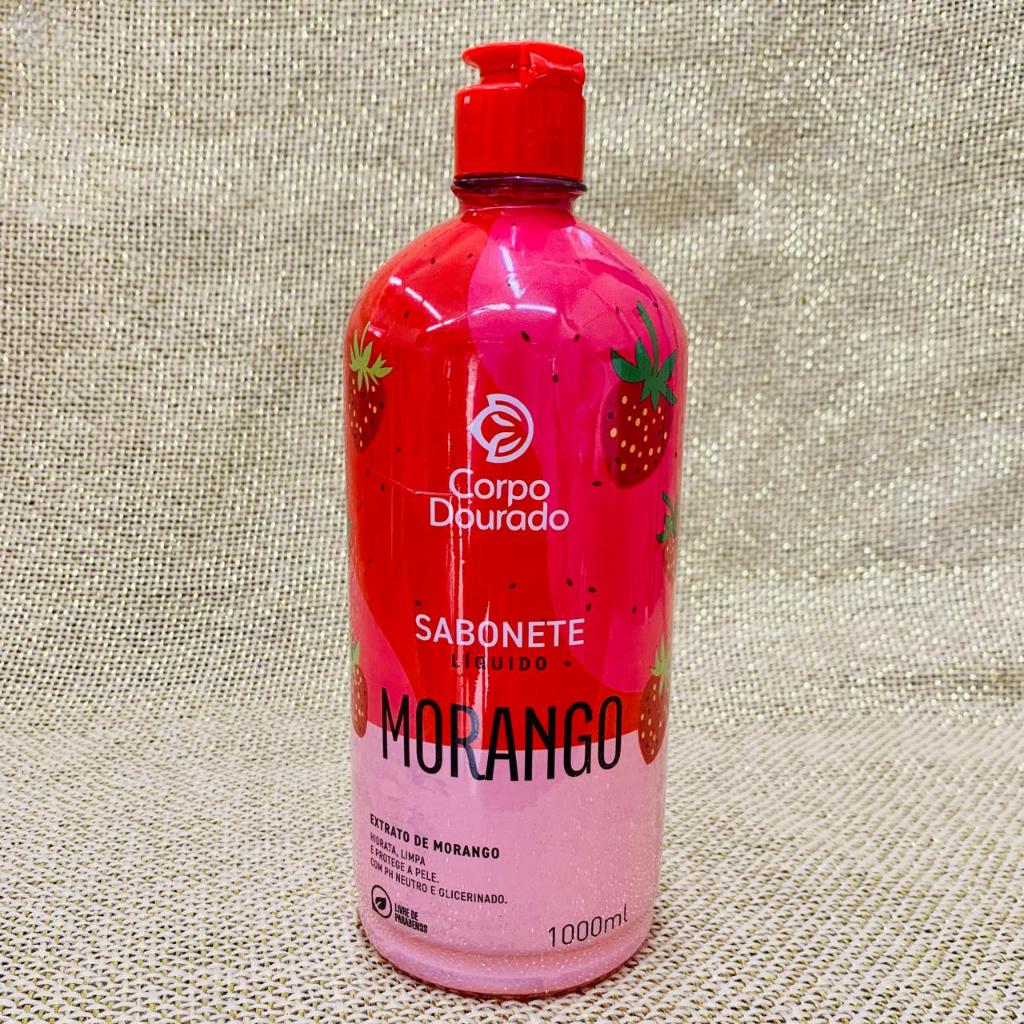 Corpo
Dourado
SABONETE
LÍQUIDO
MORANGO
EXTRATO DE MORANGO
HIDRATA, LIMPA
E PROTEGE A PELE.
COM PH NEUTRO E GLICERINADO.
LIVRE DE
PARABENOS
1000ml